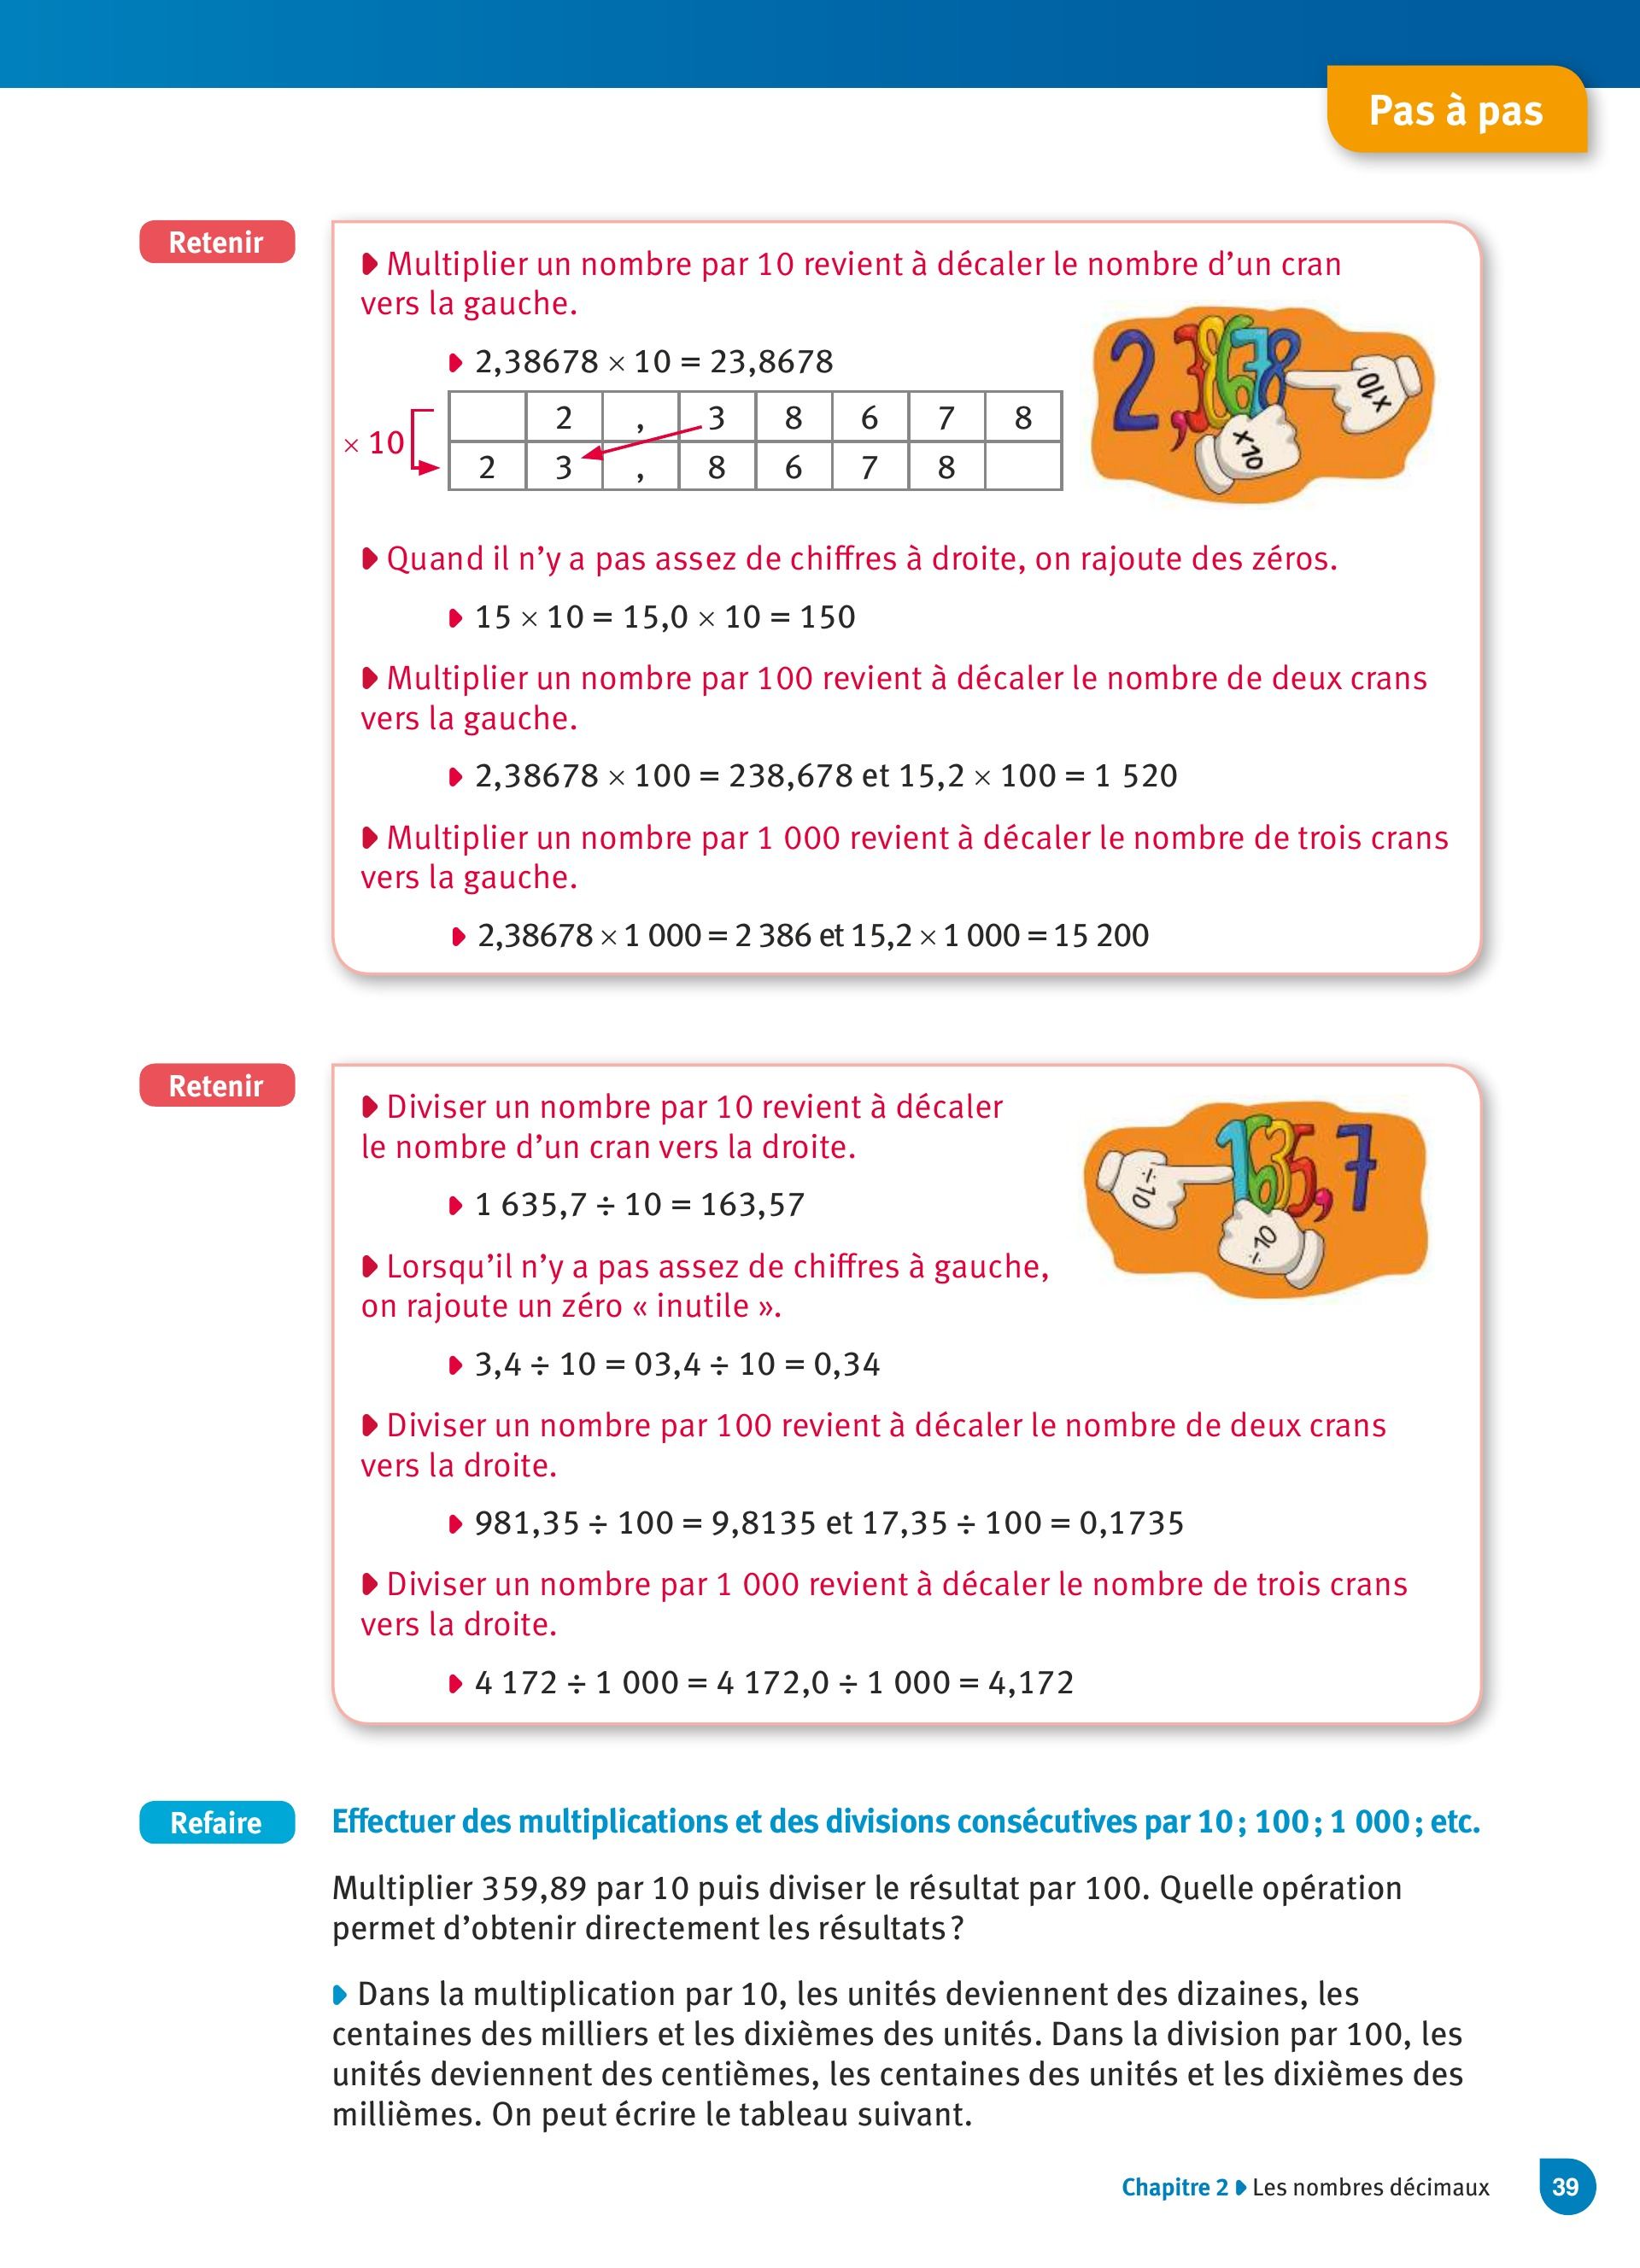 Pas à pas
Retenir
Multiplier un nombre par 10 revient à décaler le nombre d’un cran
vers la gauche.
2,38678 × 10 = 23,8678
× 10
2 , 3 8 6 7 8
2 3 , 8 6 7 8
2,38678
×10
×10
Quand il n’y a pas assez de chiffres à droite, on rajoute des zéros.
15 × 10 = 15,0 × 10 = 150
Multiplier un nombre par 100 revient à décaler le nombre de deux crans
vers la gauche.
2,38678 × 100 = 238,678 et 15,2 × 100 = 1 520
Multiplier un nombre par 1 000 revient à décaler le nombre de trois crans
vers la gauche.
2,38678 × 1 000 = 2 386 et 15,2 × 1 000 = 15 200
Retenir
Diviser un nombre par 10 revient à décaler
le nombre d’un cran vers la droite.
1 635,7 ÷ 10 = 163,57
1635,7
÷10
÷10
Lorsqu’il n’y a pas assez de chiffres à gauche,
on rajoute un zéro « inutile ».
3,4 ÷ 10 = 03,4 ÷ 10 = 0,34
Diviser un nombre par 100 revient à décaler le nombre de deux crans
vers la droite.
981,35 ÷ 100 = 9,8135 et 17,35 ÷ 100 = 0,1735
Diviser un nombre par 1 000 revient à décaler le nombre de trois crans
vers la droite.
4 172 ÷ 1 000 = 4 172,0 ÷ 1 000 = 4,172
Refaire
Effectuer des multiplications et des divisions consécutives par 10 ; 100 ; 1 000 ; etc.
Multiplier 359,89 par 10 puis diviser le résultat par 100. Quelle opération
permet d’obtenir directement les résultats ?
Dans la multiplication par 10, les unités deviennent des dizaines, les
centaines des milliers et les dixièmes des unités. Dans la division par 100, les
unités deviennent des centièmes, les centaines des unités et les dixièmes des
millièmes. On peut écrire le tableau suivant.
Chapitre 2 Les nombres décimaux 39